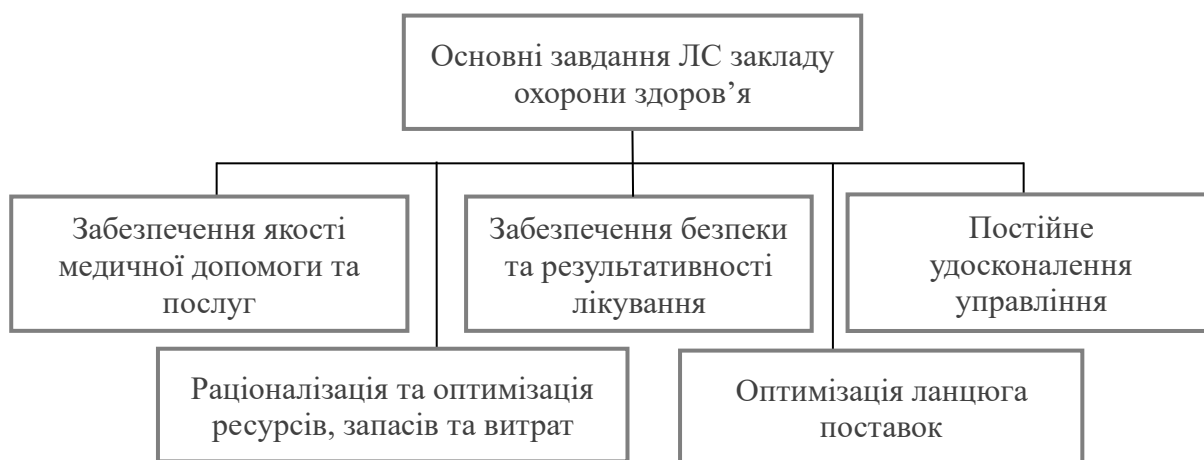 Основні завдання ЛС закладу
охорони здоров’я
Забезпечення якості
медичної допомоги та
послуг
Забезпечення безпеки
та результативності
лікування
Постійне
удосконалення
управління
Раціоналізація та оптимізація
ресурсів, запасів та витрат
Оптимізація ланцюга
поставок